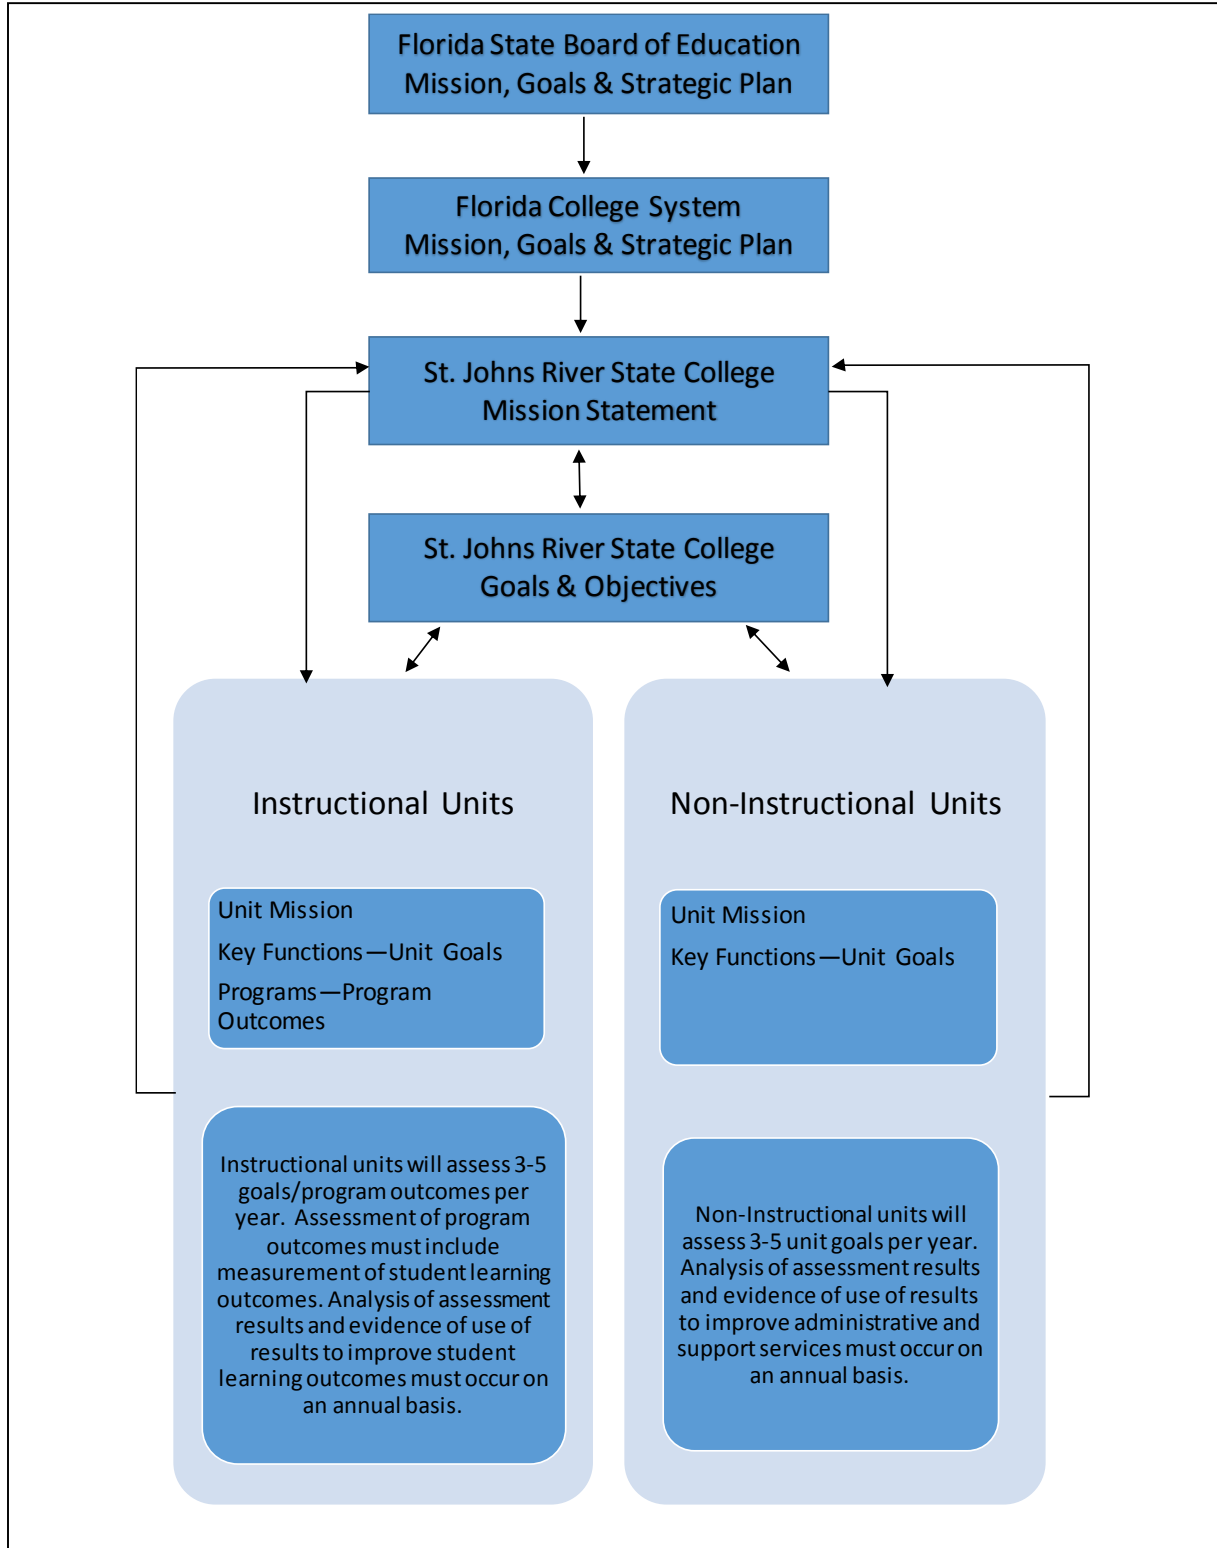 Florida State Board of Education
Mission, Goals & Strategic Plan
Florida College System
Mission, Goals & Strategic Plan
St. Johns River State College
Mission Statement
St. Johns River State College
Goals & Objectives
Instructional Units
Unit Mission
Key Functions—Unit Goals
Programs—Program
Outcomes
Instructional units will assess 3-5
goals/program outcomes per
year. Assessment of program
outcomes must include
measurement of student learning
outcomes. Analysis of assessment
results and evidence of use of
results to improve student
learning outcomes must occur on
an annual basis.
Non-Instructional Units
Unit Mission
Key Functions—Unit Goals
Non-Instructional units will
assess 3-5 unit goals per year.
Analysis of assessment results
and evidence of use of results
to improve administrative and
support services must occur on
an annual basis.